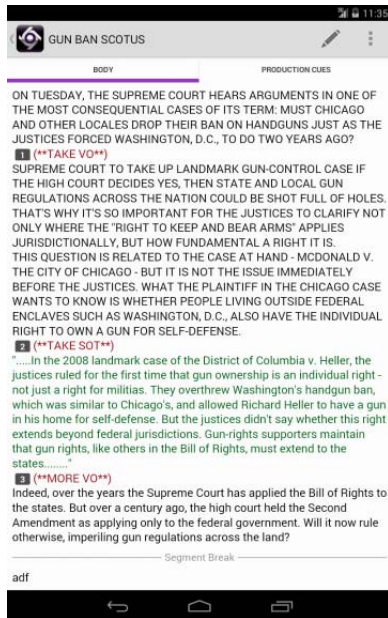 11:35
GUN BAN SCOTUS
BODY
PRODUCTION CUES
ON TUESDAY, THE SUPREME COURT HEARS ARGUMENTS IN ONE OF
THE MOST CONSEQUENTIAL CASES OF ITS TERM: MUST CHICAGO
AND OTHER LOCALES DROP THEIR BAN ON HANDGUNS JUST AS THE
JUSTICES FORCED WASHINGTON, D.C., TO DO TWO YEARS AGO?
1 (**TAKE VO**)
SUPREME COURT TO TAKE UP LANDMARK GUN-CONTROL CASE IF
THE HIGH COURT DECIDES YES, THEN STATE AND LOCAL GUN
REGULATIONS ACROSS THE NATION COULD BE SHOT FULL OF HOLES.
THAT'S WHY IT'S SO IMPORTANT FOR THE JUSTICES TO CLARIFY NOT
ONLY WHERE THE "RIGHT TO KEEP AND BEAR ARMS" APPLIES
JURISDICTIONALLY, BUT HOW FUNDAMENTAL A RIGHT IT IS.
THIS QUESTION IS RELATED TO THE CASE AT HAND - MCDONALD V.
THE CITY OF CHICAGO - BUT IT IS NOT THE ISSUE IMMEDIATELY
BEFORE THE JUSTICES. WHAT THE PLAINTIFF IN THE CHICAGO CASE
WANTS TO KNOW IS WHETHER PEOPLE LIVING OUTSIDE FEDERAL
ENCLAVES SUCH AS WASHINGTON, D.C., ALSO HAVE THE INDIVIDUAL
RIGHT TO OWN A GUN FOR SELF-DEFENSE.
2 (**TAKE SOT**)
".....In the 2008 landmark case of the District of Columbia v. Heller, the
justices ruled for the first time that gun ownership is an individual right -
not just a right for militias. They overthrew Washington's handgun ban,
which was similar to Chicago's, and allowed Richard Heller to have a gun
in his home for self-defense. But the justices didn't say whether this right
extends beyond federal jurisdictions. Gun-rights supporters maintain
that gun rights, like others in the Bill of Rights, must extend to the
states........"
3 (**MORE VO**)
Indeed, over the years the Supreme Court has applied the Bill of Rights to
the states. But over a century ago, the high court held the Second
Amendment as applying only to the federal government. Will it now rule
otherwise, imperiling gun regulations across the land?
Segment Break
adf